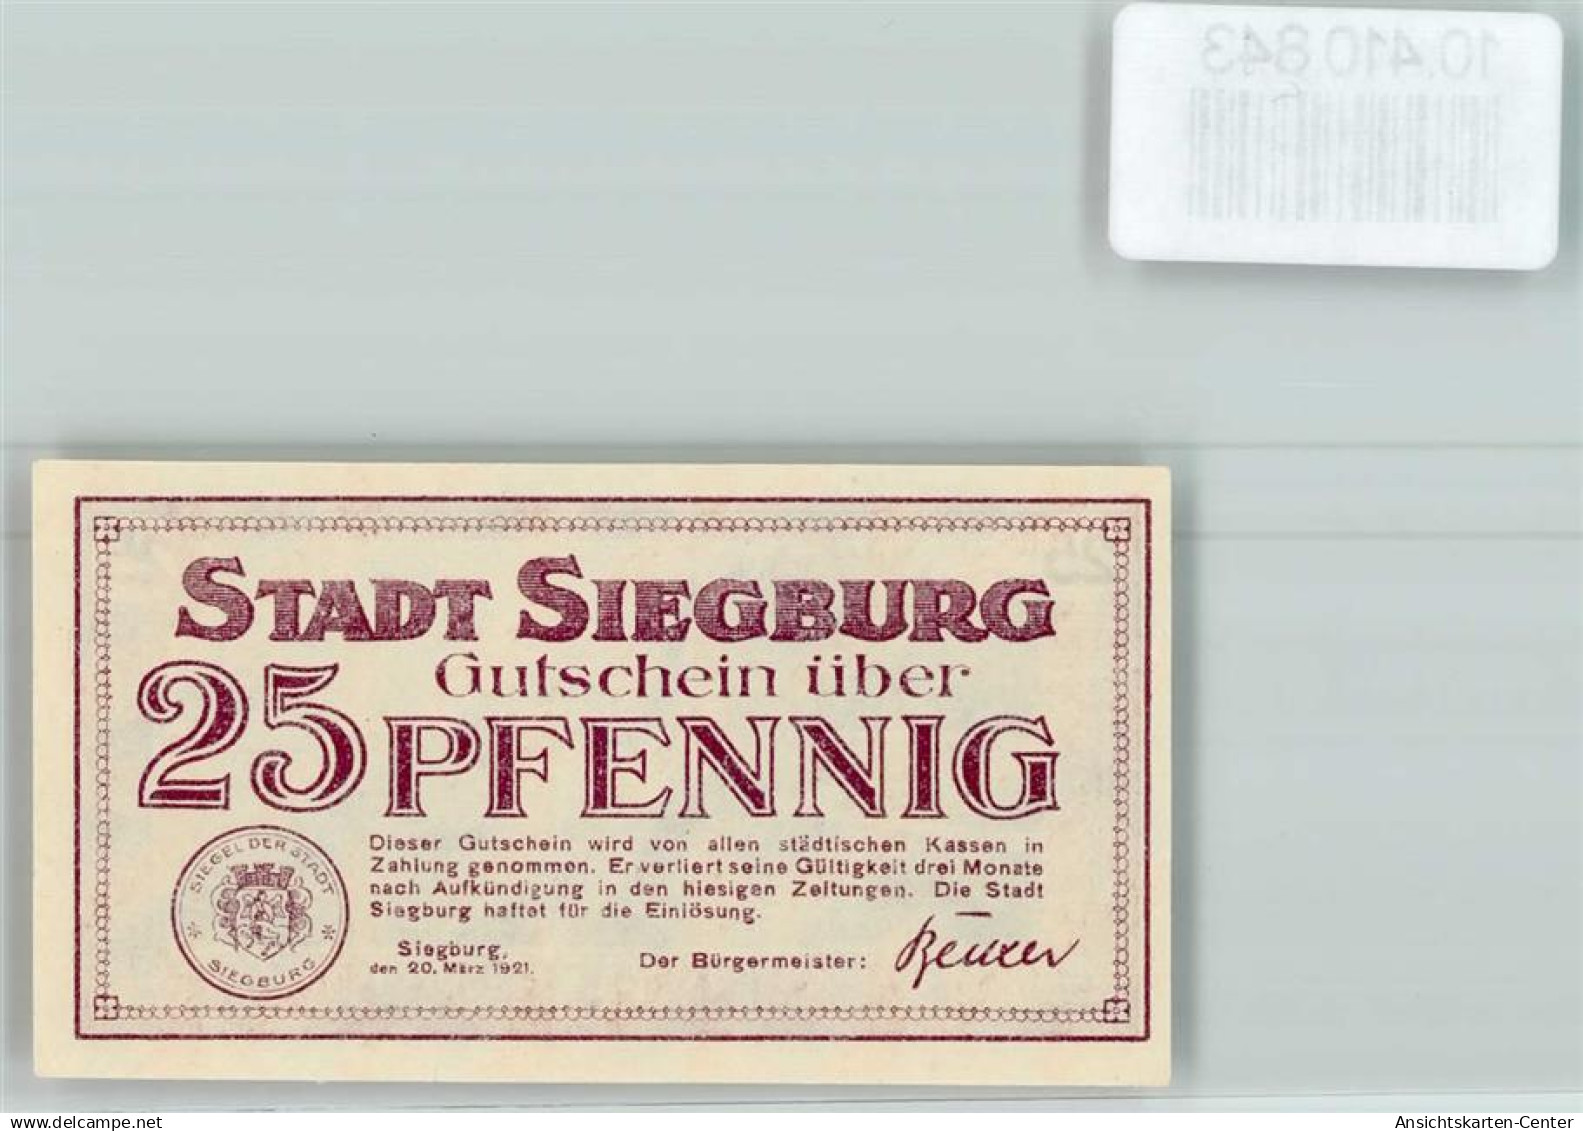 10.410 843
STADT SIEGBURG
Gutschein über
25 PFENNIG
Dieser Gutschein wird von allen städtischen Kassen in
Zahlung genommen. Er verliert seine Gültigkeit drei Monate
nach Aufkündigung in den hiesigen Zeitungen. Die Stadt
Siegburg haftet für die Einlösung.
SIEGEL DER STADT
* SIEGBURG *
Siegburg,
den 20. März 1921.
Der Bürgermeister:
www.delcampe.net
Ansichtskarten-Center